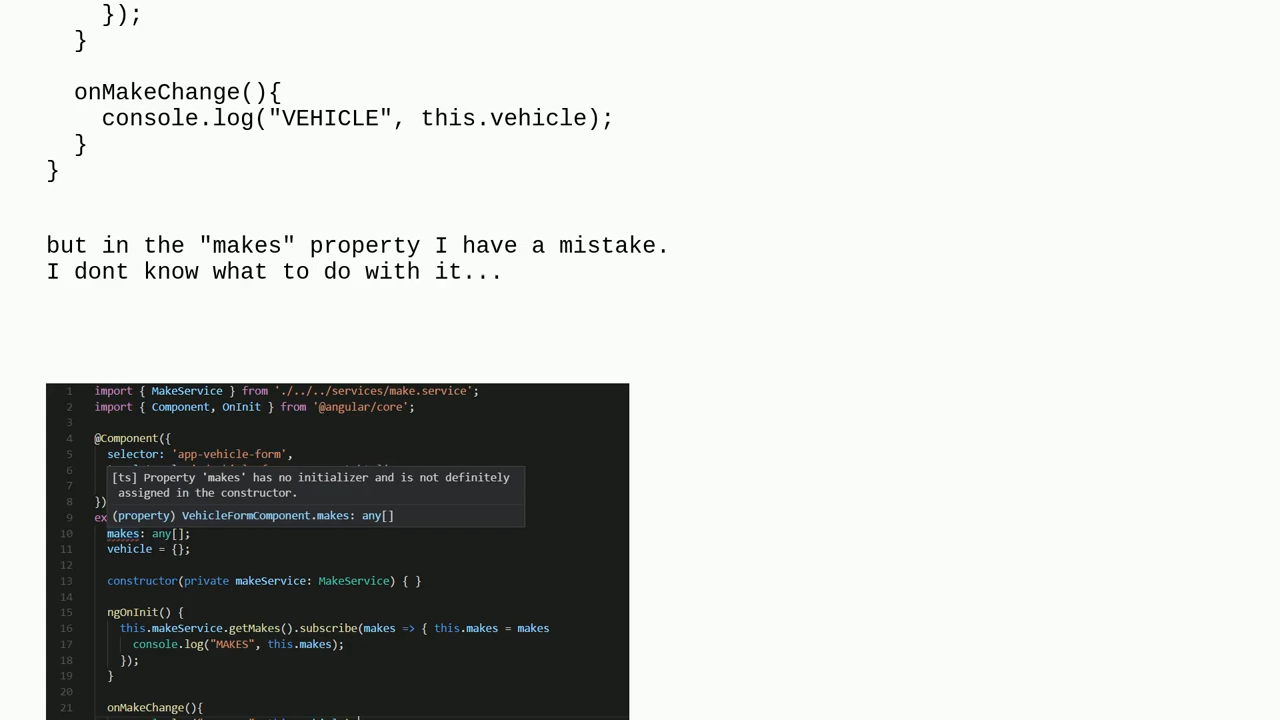 });
  }

  onMakeChange(){
    console.log("VEHICLE", this.vehicle);
  }
}

but in the "makes" property I have a mistake.
I dont know what to do with it...

1 import { MakeService } from './../../services/make.service';
2 import { Component, OnInit } from '@angular/core';
3
4 @Component({
5   selector: 'app-vehicle-form',
6
[ts] Property 'makes' has no initializer and is not definitely
assigned in the constructor.
7
8 })
(property) VehicleFormComponent.makes: any[]
9 ex
10   makes: any[];
11   vehicle = {};
12
13   constructor(private makeService: MakeService) { }
14
15   ngOnInit() {
16     this.makeService.getMakes().subscribe(makes => { this.makes = makes
17       console.log("MAKES", this.makes);
18     });
19   }
20
21   onMakeChange(){